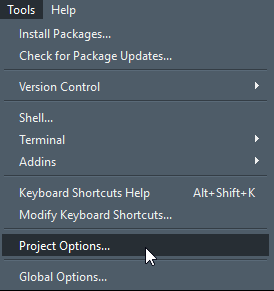 Tools Help
Install Packages...
Check for Package Updates...
Version Control
Shell...
Terminal
Addins
Keyboard Shortcuts Help Alt+Shift+K
Modify Keyboard Shortcuts...
Project Options...
Global Options...